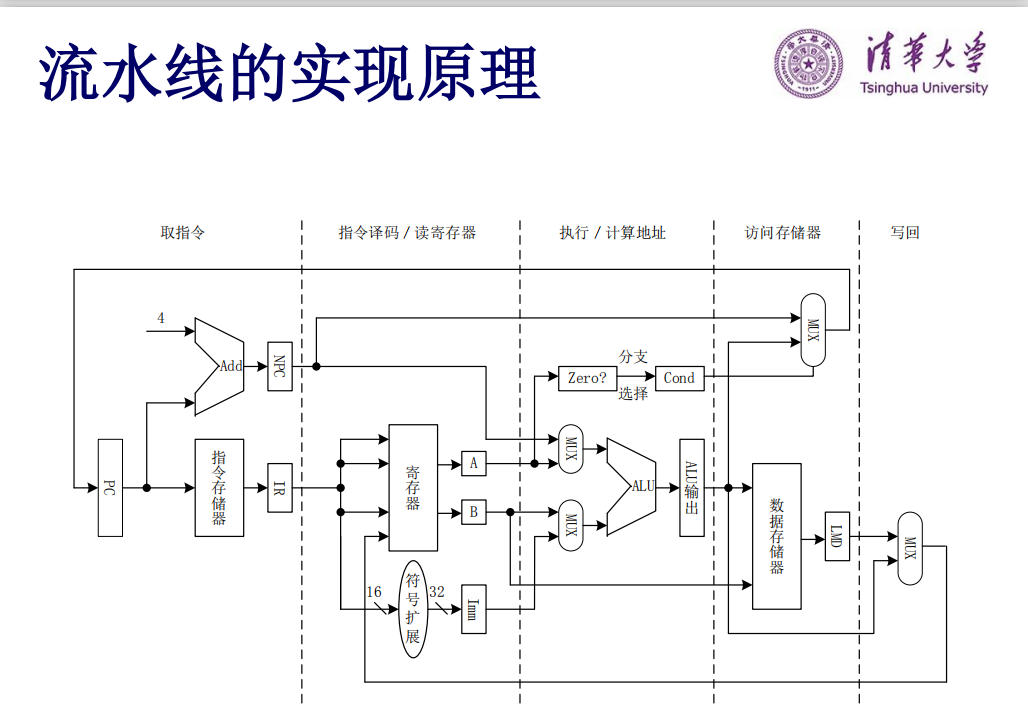 流水线的实现原理
清华大学
Tsinghua University
取指令
指令译码/读寄存器
执行/计算地址
访问存储器
写回
4
Add
NPC
MUX
分支
Zero?
Cond
选择
PC
指令存储器
IR
寄存器
A
B
MUX
MUX
ALU
ALU输出
数据存储器
LMD
MUX
16
符号扩展
32
Imm